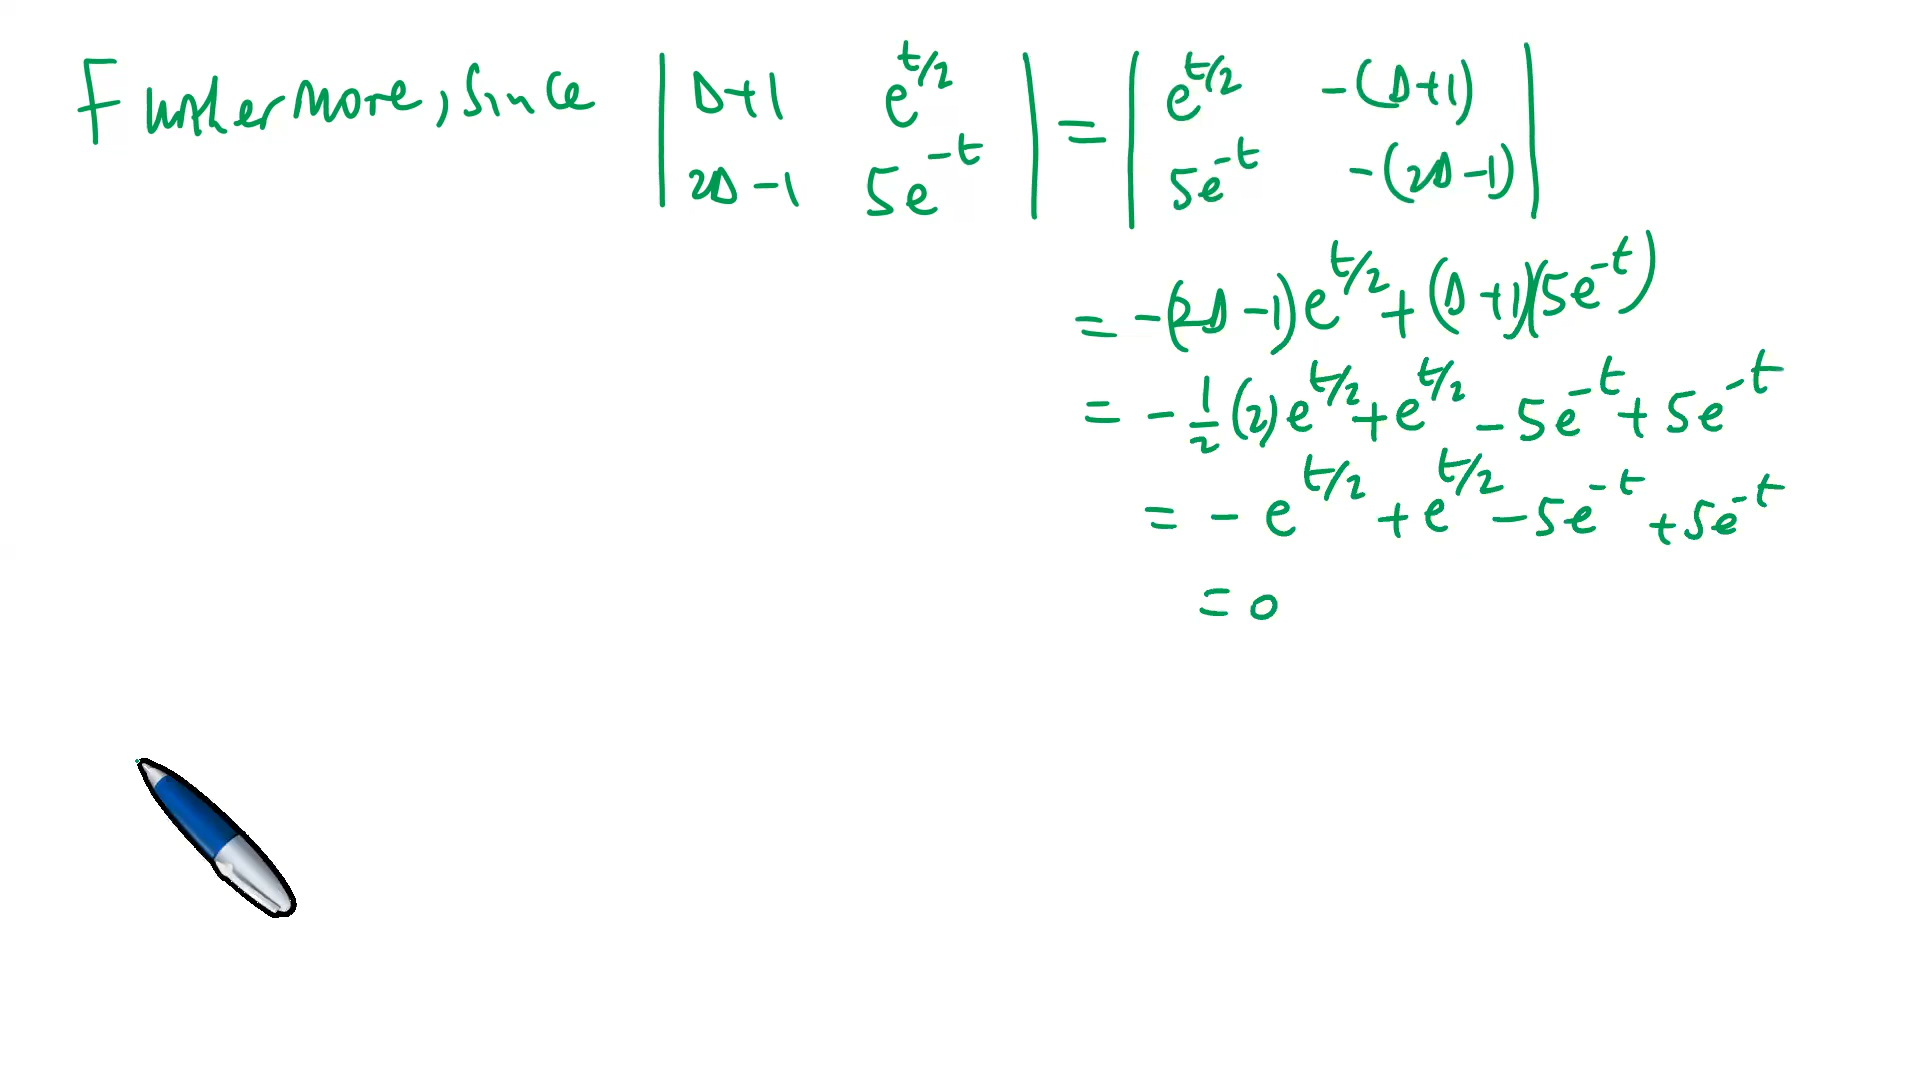 Furthermore, since | D+1 e^{t/2} | = | e^{t/2} -(D+1) |
| 2D-1 5e^{-t} | | 5e^{-t} -(2D-1) |
= -(2D-1)e^{t/2} + (D+1)(5e^{-t})
= -1/2 (2)e^{t/2} + e^{t/2} - 5e^{-t} + 5e^{-t}
= - e^{t/2} + e^{t/2} - 5e^{-t} + 5e^{-t}
= 0